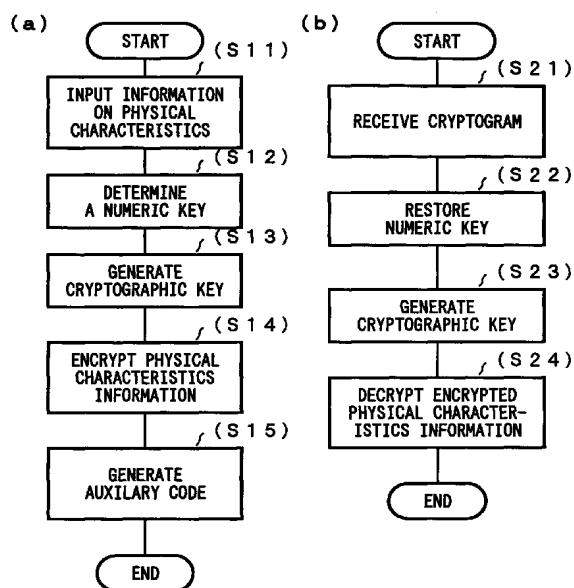 (a)
START
(S11)
INPUT INFORMATION
ON PHYSICAL
CHARACTERISTICS
(S12)
DETERMINE
A NUMERIC KEY
(S13)
GENERATE
CRYPTOGRAPHIC KEY
(S14)
ENCRYPT PHYSICAL
CHARACTERISTICS
INFORMATION
(S15)
GENERATE
AUXILARY CODE
END
(b)
START
(S21)
RECEIVE CRYPTOGRAM
(S22)
RESTORE
NUMERIC KEY
(S23)
GENERATE
CRYPTOGRAPHIC KEY
(S24)
DECRYPT ENCRYPTED
PHYSICAL CHARACTER-
ISTICS INFORMATION
END